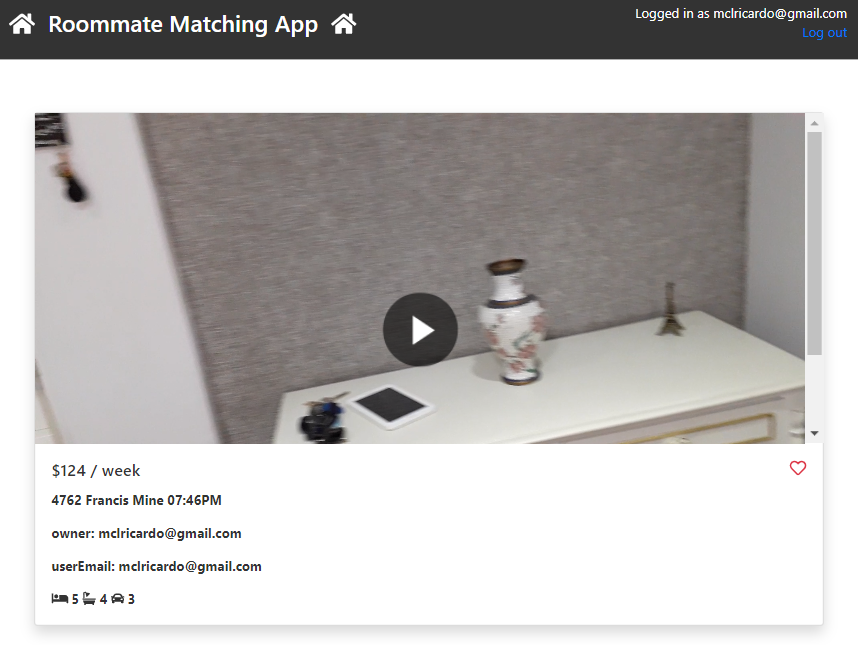 Roommate Matching App
Logged in as mclricardo@gmail.com
Log out
$124 / week
4762 Francis Mine 07:46PM
owner: mclricardo@gmail.com
userEmail: mclricardo@gmail.com
5 4 3